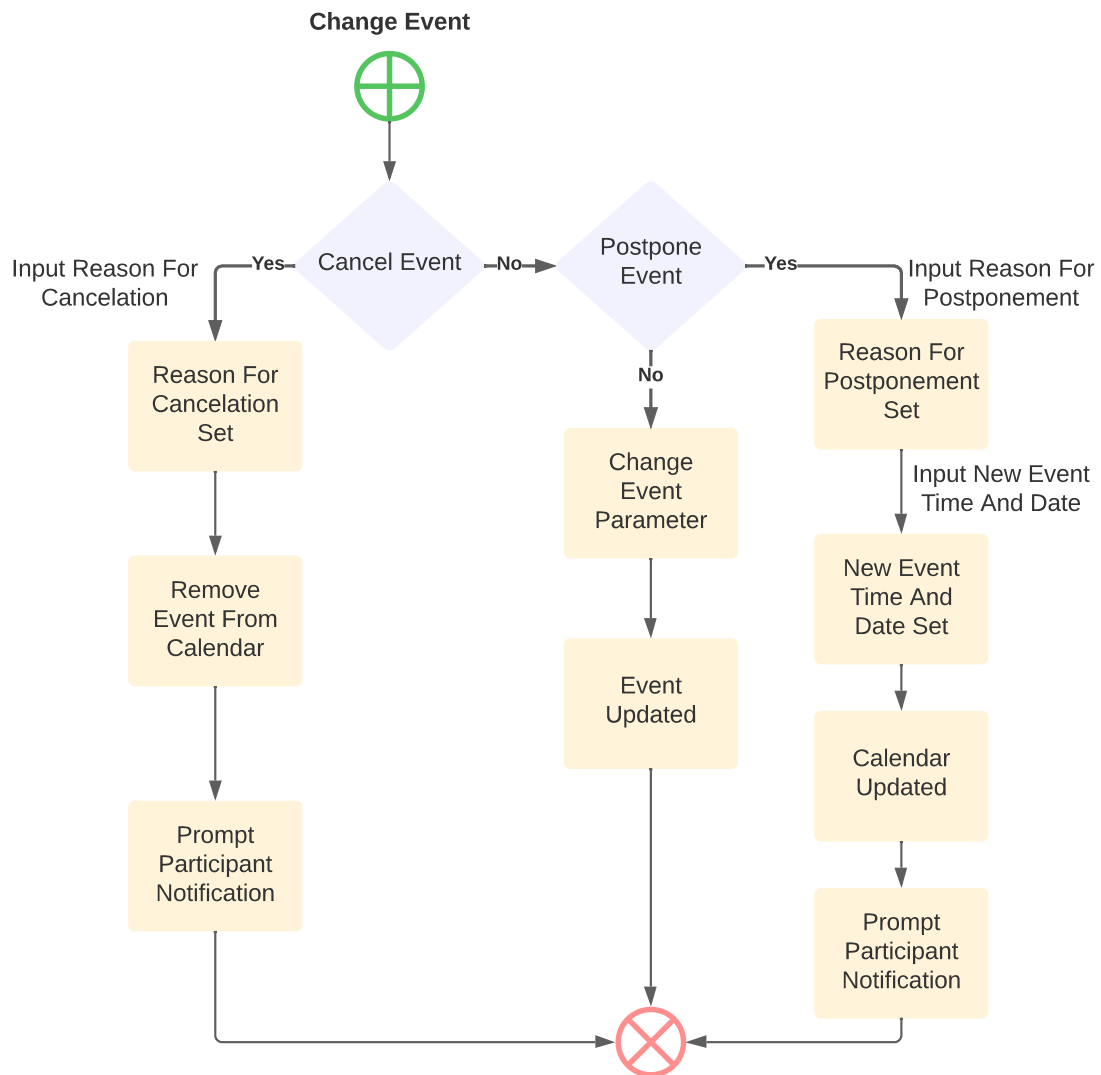 Change Event
Cancel Event
Yes
No
Input Reason For
Cancelation
Reason For
Cancelation
Set
Remove
Event From
Calendar
Prompt
Participant
Notification
Postpone
Event
No
Yes
Change
Event
Parameter
Event
Updated
Input Reason For
Postponement
Reason For
Postponement
Set
Input New Event
Time And Date
New Event
Time And
Date Set
Calendar
Updated
Prompt
Participant
Notification